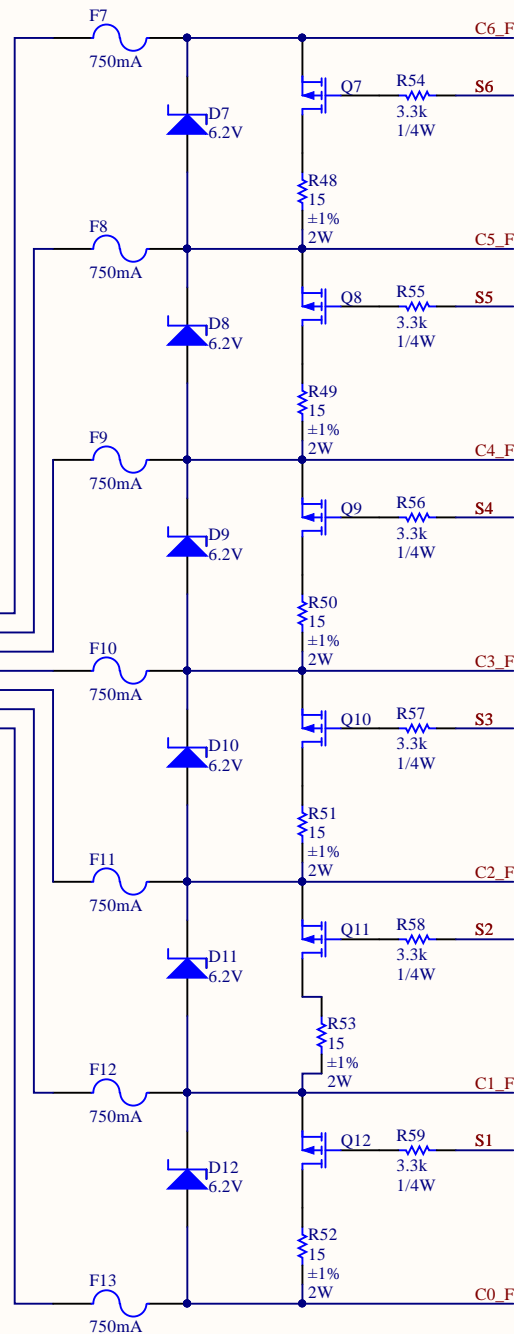 F7
750mA
C6_F
D7
6.2V
Q7
R54
3.3k
1/4W
S6
R48
15
±1%
2W
F8
750mA
C5_F
D8
6.2V
Q8
R55
3.3k
1/4W
S5
R49
15
±1%
2W
F9
750mA
C4_F
D9
6.2V
Q9
R56
3.3k
1/4W
S4
R50
15
±1%
2W
F10
750mA
C3_F
D10
6.2V
Q10
R57
3.3k
1/4W
S3
R51
15
±1%
2W
F11
750mA
C2_F
D11
6.2V
Q11
R58
3.3k
1/4W
S2
R53
15
±1%
2W
F12
750mA
C1_F
D12
6.2V
Q12
R59
3.3k
1/4W
S1
R52
15
±1%
2W
F13
750mA
C0_F